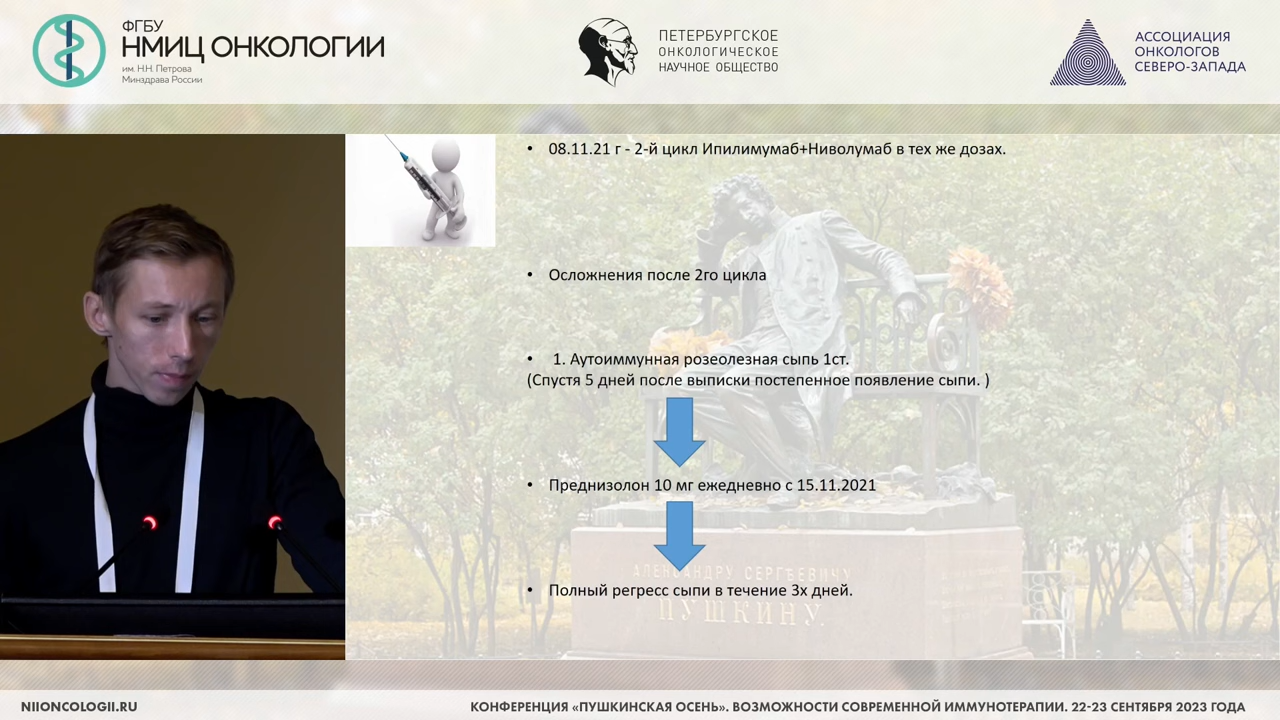 ФГБУ
НМИЦ ОНКОЛОГИИ
им. Н.Н. Петрова
Минздрава России
ПЕТЕРБУРГСКОЕ
ОНКОЛОГИЧЕСКОЕ
НАУЧНОЕ ОБЩЕСТВО
АССОЦИАЦИЯ
ОНКОЛОГОВ
СЕВЕРО-ЗАПАДА
• 08.11.21 г - 2-й цикл Ипилимумаб+Ниволумаб в тех же дозах.
• Осложнения после 2го цикла
• 1. Аутоиммунная розеолезная сыпь 1ст.
(Спустя 5 дней после выписки постепенное появление сыпи. )
• Преднизолон 10 мг ежедневно с 15.11.2021
АЛЕКСАНДРУ СЕРГѢЕВИЧУ
• Полный регресс сыпи в течение 3х дней.
ПУШКИНУ.
NIIONCOLOGII.RU
КОНФЕРЕНЦИЯ «ПУШКИНСКАЯ ОСЕНЬ». ВОЗМОЖНОСТИ СОВРЕМЕННОЙ ИММУНОТЕРАПИИ. 22-23 СЕНТЯБРЯ 2023 ГОДА